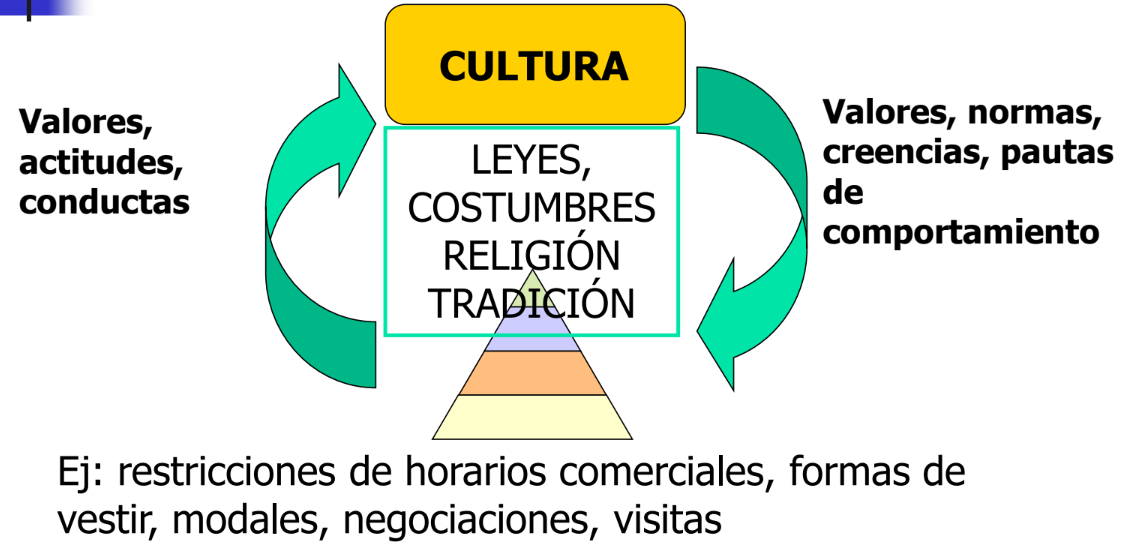 CULTURA
Valores,
actitudes,
conductas
LEYES,
COSTUMBRES
RELIGIÓN
TRADICIÓN
Valores, normas,
creencias, pautas
de
comportamiento
Ej: restricciones de horarios comerciales, formas de
vestir, modales, negociaciones, visitas